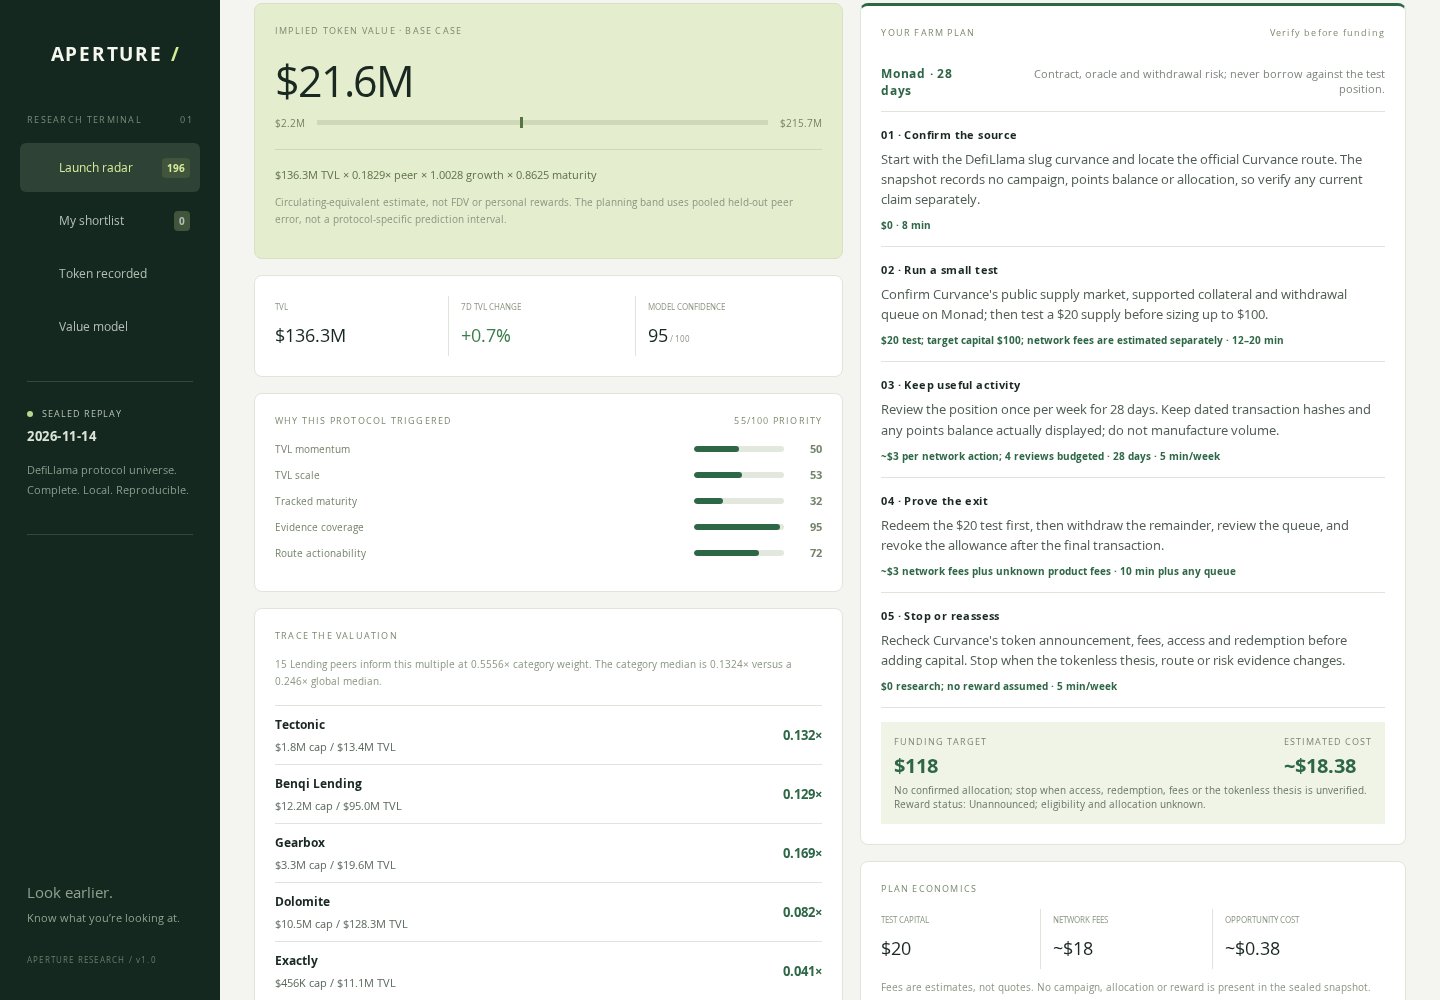 APERTURE /
RESEARCH TERMINAL 01
Launch radar 196
My shortlist 0
Token recorded
Value model
SEALED REPLAY
2026-11-14
DefiLlama protocol universe.
Complete. Local. Reproducible.
Look earlier.
Know what you’re looking at.
APERTURE RESEARCH / v1.0
IMPLIED TOKEN VALUE · BASE CASE
$21.6M
$2.2M $215.7M
$136.3M TVL × 0.1829× peer × 1.0028 growth × 0.8625 maturity
Circulating-equivalent estimate, not FDV or personal rewards. The planning band uses pooled held-out peer
error, not a protocol-specific prediction interval.
TVL 7D TVL CHANGE MODEL CONFIDENCE
$136.3M +0.7% 95 / 100
WHY THIS PROTOCOL TRIGGERED 55/100 PRIORITY
TVL momentum 50
TVL scale 53
Tracked maturity 32
Evidence coverage 95
Route actionability 72
TRACE THE VALUATION
15 Lending peers inform this multiple at 0.5556× category weight. The category median is 0.1324× versus a
0.246× global median.
Tectonic
$1.8M cap / $13.4M TVL
0.132×
Benqi Lending
$12.2M cap / $95.0M TVL
0.129×
Gearbox
$3.3M cap / $19.6M TVL
0.169×
Dolomite
$10.5M cap / $128.3M TVL
0.082×
Exactly
$456K cap / $11.1M TVL
0.041×
YOUR FARM PLAN Verify before funding
Monad · 28
days
Contract, oracle and withdrawal risk; never borrow against the test
position.
01 · Confirm the source
Start with the DefiLlama slug curvance and locate the official Curvance route. The
snapshot records no campaign, points balance or allocation, so verify any current
claim separately.
$0 · 8 min
02 · Run a small test
Confirm Curvance's public supply market, supported collateral and withdrawal
queue on Monad; then test a $20 supply before sizing up to $100.
$20 test; target capital $100; network fees are estimated separately · 12–20 min
03 · Keep useful activity
Review the position once per week for 28 days. Keep dated transaction hashes and
any points balance actually displayed; do not manufacture volume.
~$3 per network action; 4 reviews budgeted · 28 days · 5 min/week
04 · Prove the exit
Redeem the $20 test first, then withdraw the remainder, review the queue, and
revoke the allowance after the final transaction.
~$3 network fees plus unknown product fees · 10 min plus any queue
05 · Stop or reassess
Recheck Curvance's token announcement, fees, access and redemption before
adding capital. Stop when the tokenless thesis, route or risk evidence changes.
$0 research; no reward assumed · 5 min/week
FUNDING TARGET ESTIMATED COST
$118 ~$18.38
No confirmed allocation; stop when access, redemption, fees or the tokenless thesis is unverified.
Reward status: Unannounced; eligibility and allocation unknown.
PLAN ECONOMICS
TEST CAPITAL NETWORK FEES OPPORTUNITY COST
$20 ~$18 ~$0.38
Fees are estimates, not quotes. No campaign, allocation or reward is present in the sealed snapshot.